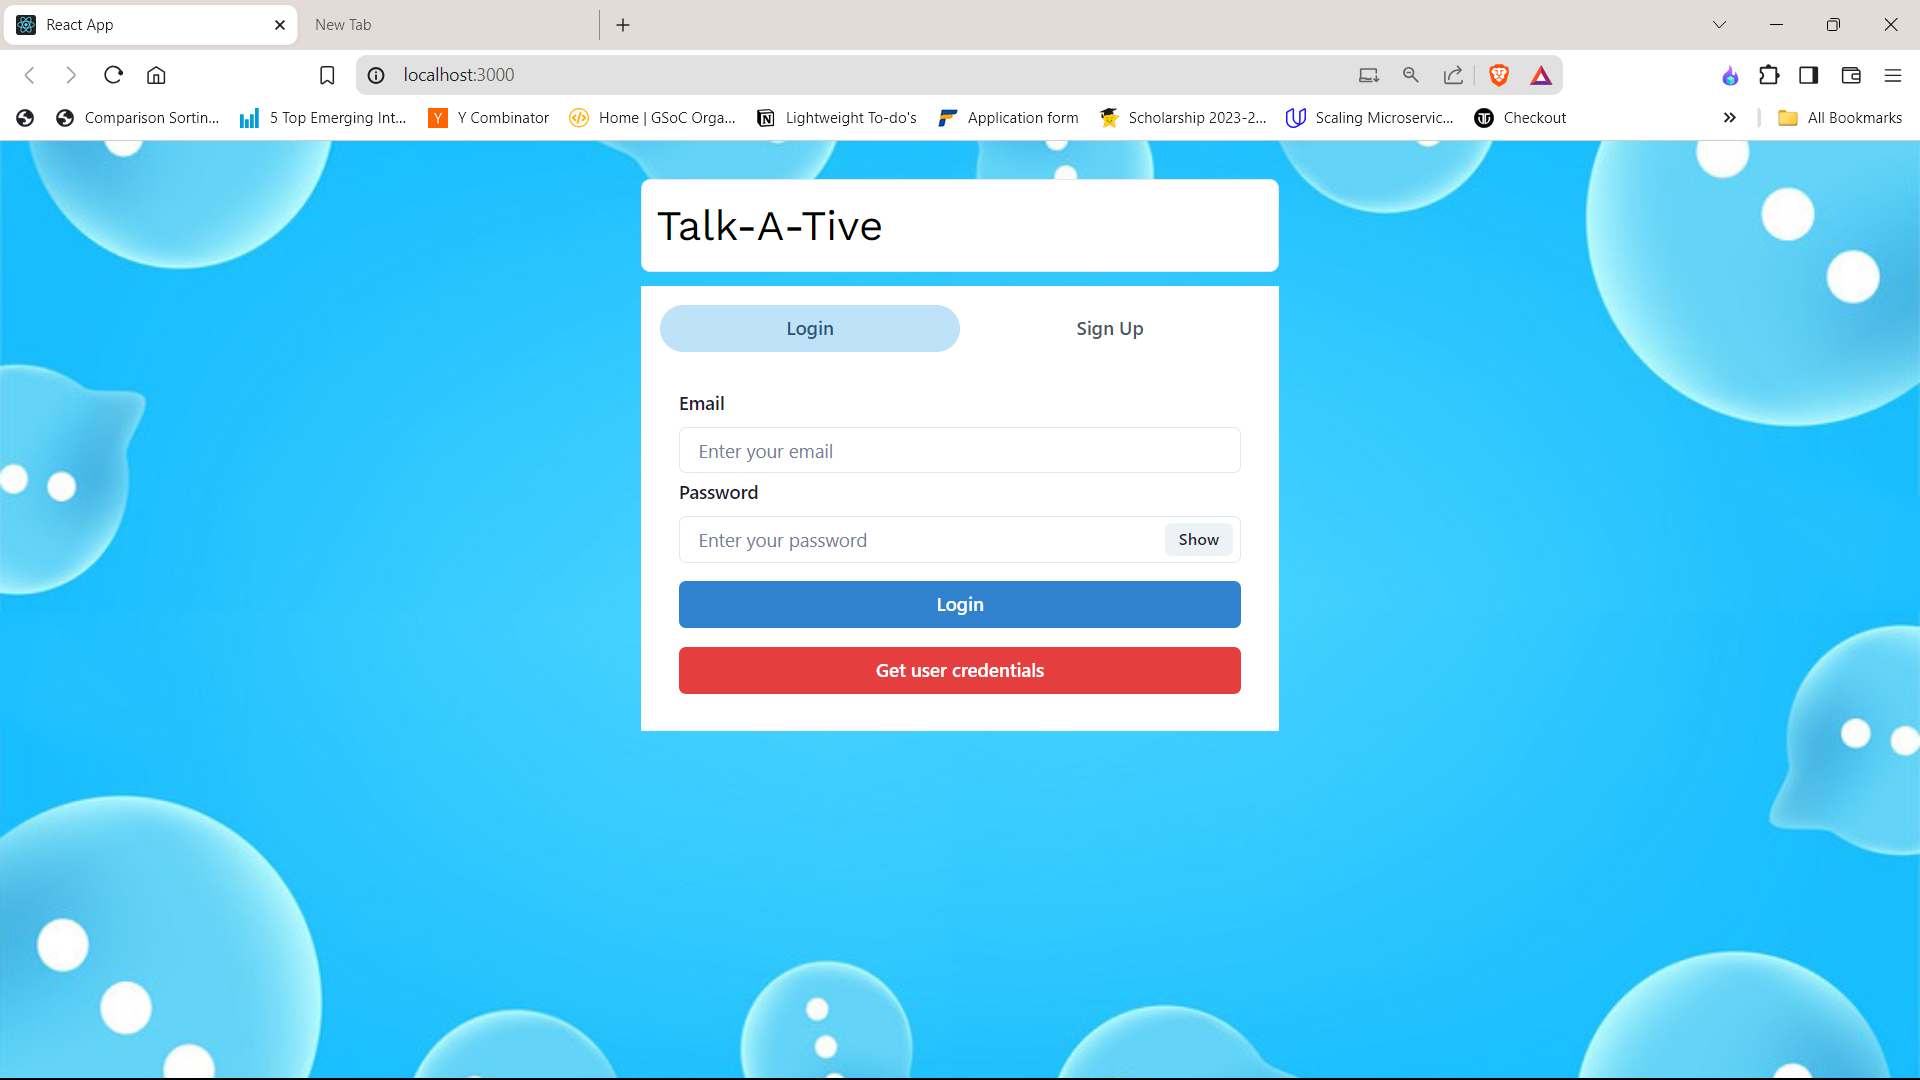 React App
New Tab
localhost:3000
Comparison Sortin...
5 Top Emerging Int...
Y Combinator
Home | GSoC Orga...
Lightweight To-do's
Application form
Scholarship 2023-2...
Scaling Microservic...
Checkout
All Bookmarks
Talk-A-Tive
Login
Sign Up
Email
Enter your email
Password
Enter your password
Show
Login
Get user credentials